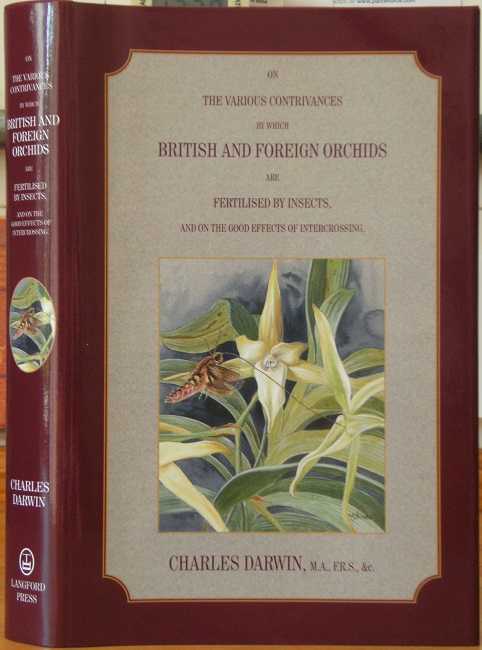 ON
THE VARIOUS CONTRIVANCES
BY WHICH
BRITISH AND FOREIGN ORCHIDS
ARE
FERTILISED BY INSECTS,
AND ON THE GOOD EFFECTS OF INTERCROSSING.
CHARLES DARWIN, M.A., F.R.S., &c.
ON
THE VARIOUS
CONTRIVANCES
BY WHICH
BRITISH AND
FOREIGN
ORCHIDS
ARE
FERTILISED
BY INSECTS,
AND ON THE
GOOD EFFECTS OF
INTERCROSSING.
CHARLES
DARWIN
LANGFORD
PRESS